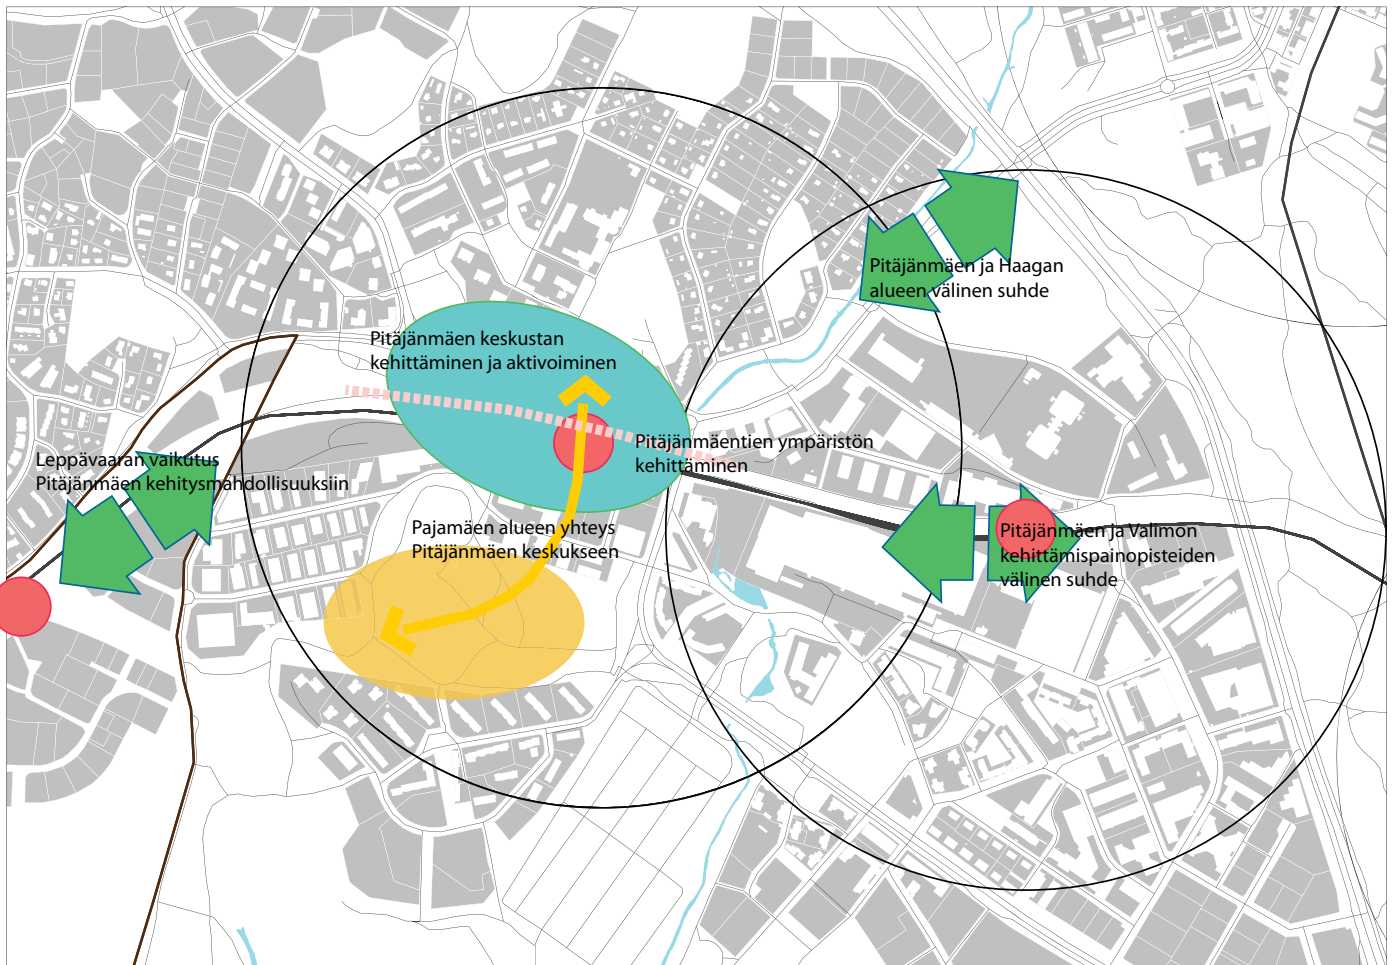 Pitäjänmäen ja Haagan
alueen välinen suhde
Pitäjänmäen keskustan
kehittäminen ja aktivoiminen
Pitäjänmäentien ympäristön
kehittäminen
Leppävaaran vaikutus
Pitäjänmäen kehitysmahdollisuuksiin
Pajamäen alueen yhteys
Pitäjänmäen keskukseen
Pitäjänmäen ja Valimon
kehittämispainopisteiden
välinen suhde